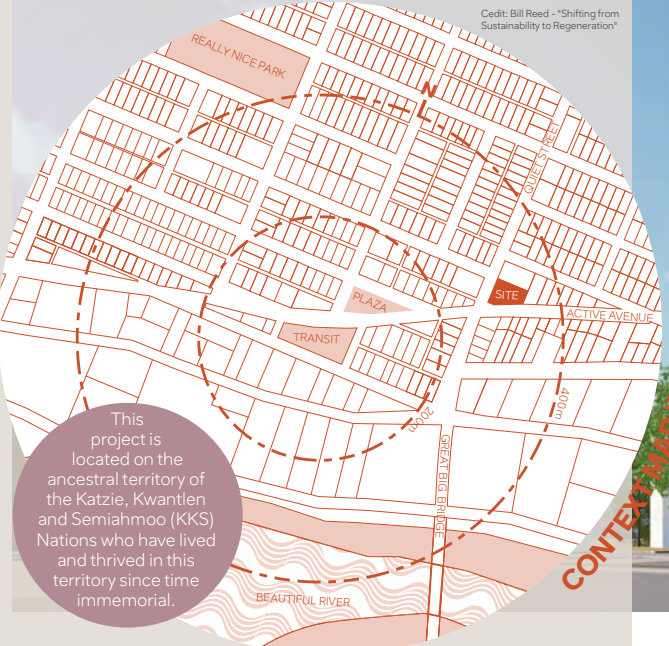 Cedit: Bill Reed - "Shifting from
Sustainability to Regeneration"
REALLY NICE PARK
N
QUIET STREET
SITE
PLAZA
ACTIVE AVENUE
TRANSIT
400m
200m
GREAT BIG BRIDGE
BEAUTIFUL RIVER
This
project is
located on the
ancestral territory of
the Katzie, Kwantlen
and Semiahmoo (KKS)
Nations who have lived
and thrived in this
territory since time
immemorial.
CONTEXT MAP